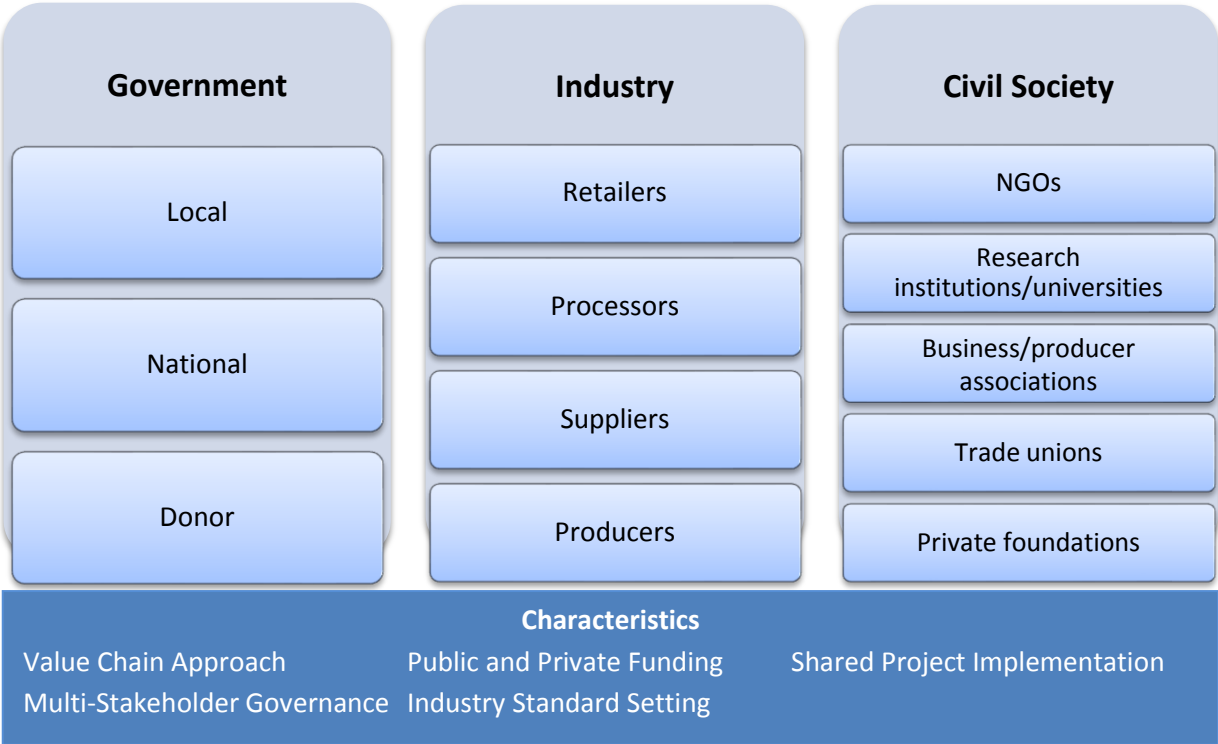 Government
Local
National
Donor
Industry
Retailers
Processors
Suppliers
Producers
Civil Society
NGOs
Research
institutions/universities
Business/producer
associations
Trade unions
Private foundations
Characteristics
Value Chain Approach
Public and Private Funding
Shared Project Implementation
Multi-Stakeholder Governance
Industry Standard Setting